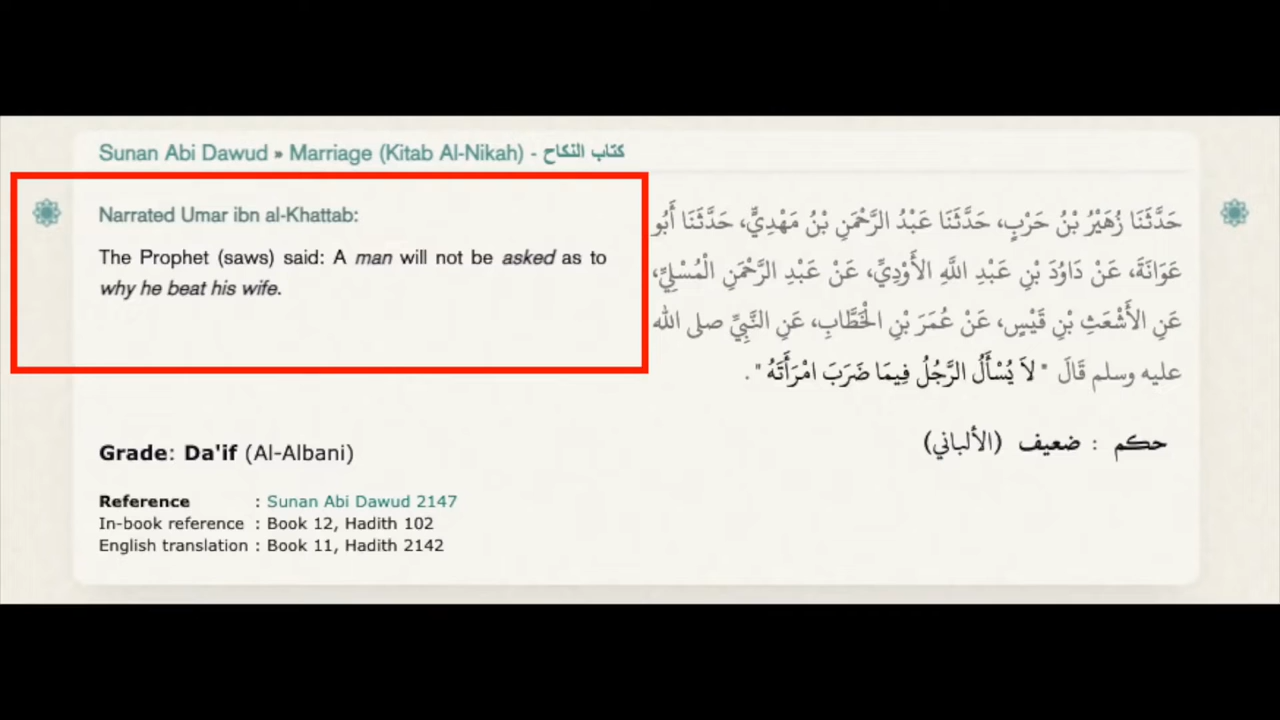 Sunan Abi Dawud » Marriage (Kitab Al-Nikah) - كتاب النكاح
Narrated Umar ibn al-Khattab:
The Prophet (saws) said: A man will not be asked as to
why he beat his wife.
حَدَّثَنَا زُهَيْرُ بْنُ حَرْبٍ، حَدَّثَنَا عَبْدُ الرَّحْمَنِ بْنُ مَهْدِيٍّ، حَدَّثَنَا أَبُو
عَوَانَةَ، عَنْ دَاوُدَ بْنِ عَبْدِ اللَّهِ الأَوْدِيِّ، عَنْ عَبْدِ الرَّحْمَنِ الْمُسْلِيِّ،
عَنِ الأَشْعَثِ بْنِ قَيْسٍ، عَنْ عُمَرَ بْنِ الْخَطَّابِ، عَنِ النَّبِيِّ صلى الله
عليه وسلم قَالَ " لاَ يُسْأَلُ الرَّجُلُ فِيمَا ضَرَبَ امْرَأَتَهُ " .
Grade: Da'if (Al-Albani)
حكم : ضعيف (الألباني)
Reference : Sunan Abi Dawud 2147
In-book reference : Book 12, Hadith 102
English translation : Book 11, Hadith 2142